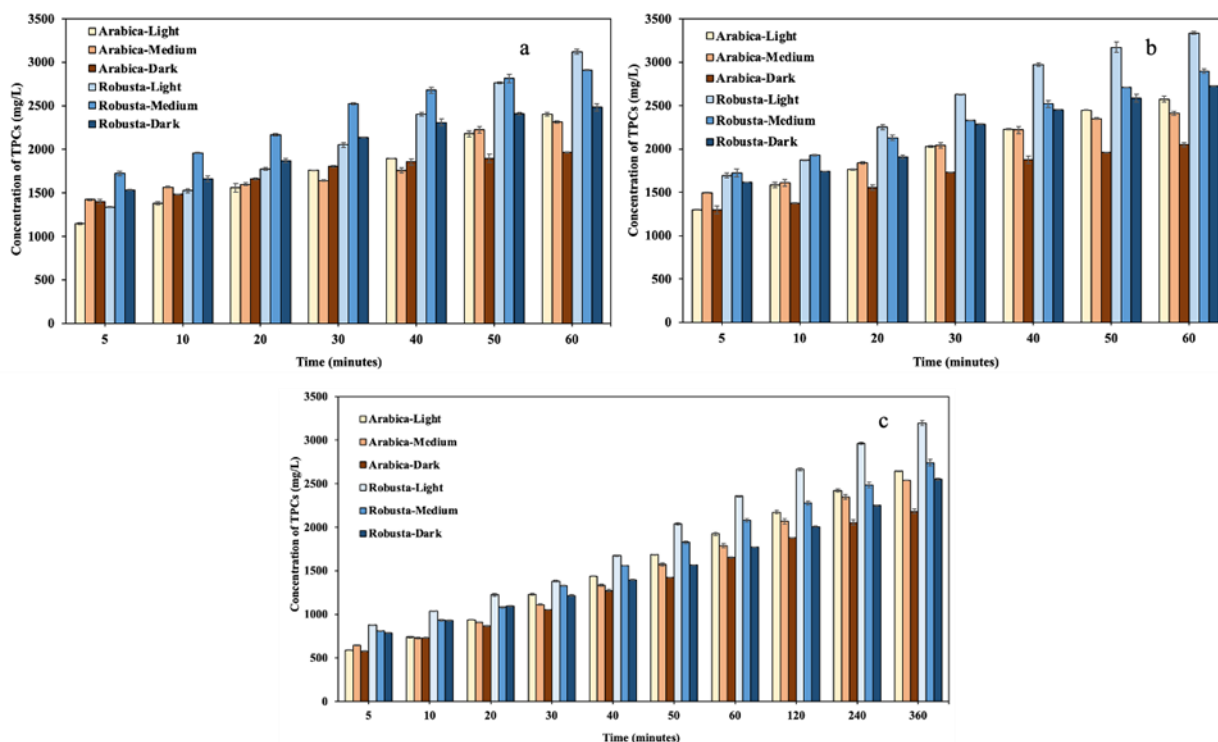 3500
3000
2500
2000
1500
1000
500
0
Concentration of TPCs (mg/L)
Arabica-Light
Arabica-Medium
Arabica-Dark
Robusta-Light
Robusta-Medium
Robusta-Dark
a
5 10 20 30 40 50 60
Time (minutes)
3500
3000
2500
2000
1500
1000
500
0
Concentration of TPCs (mg/L)
Arabica-Light
Arabica-Medium
Arabica-Dark
Robusta-Light
Robusta-Medium
Robusta-Dark
b
5 10 20 30 40 50 60
Time (minutes)
3500
3000
2500
2000
1500
1000
500
0
Concentration of TPCs (mg/L)
Arabica-Light
Arabica-Medium
Arabica-Dark
Robusta-Light
Robusta-Medium
Robusta-Dark
c
5 10 20 30 40 50 60 120 240 360
Time (minutes)